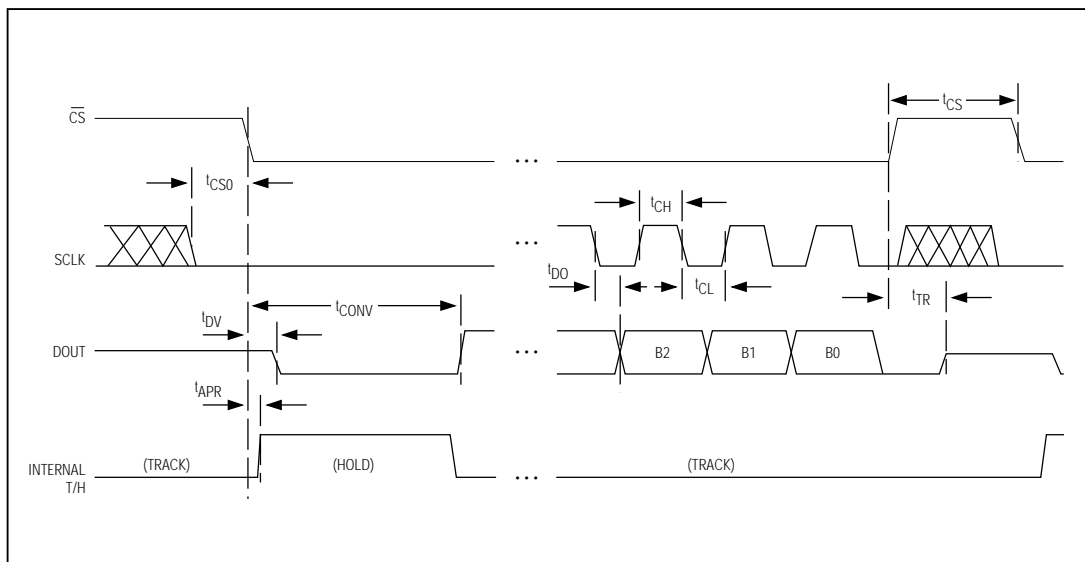 CS
tCS
tCS0
tCH
SCLK
tDO
tCL
tTR
tCONV
tDV
DOUT
B2 B1 B0
tAPR
INTERNAL
T/H
(TRACK) (HOLD) (TRACK)